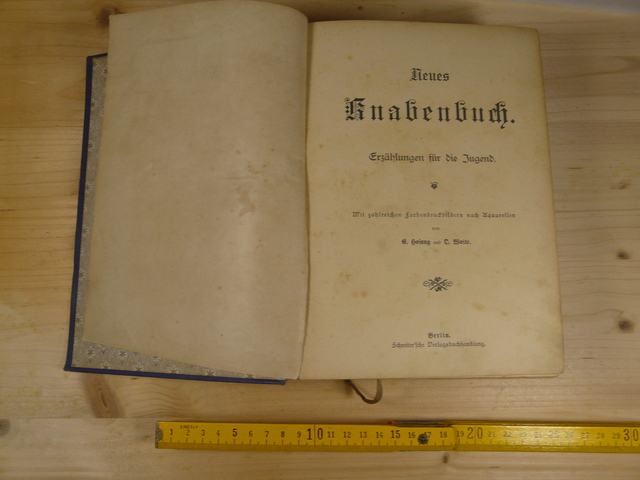 Neues
Knabenbuch.
Erzählungen für die Jugend.
Mit zahlreichen Farbendruckbildern nach Aquarellen
von
E. und O.
Berlin.
Verlagsbuchhandlung.
1 2 3 4 5 6 7 8 9 10 11 12 13 14 15 16 17 18 19 20 21 22 23 24 25 26 27 28 29 30